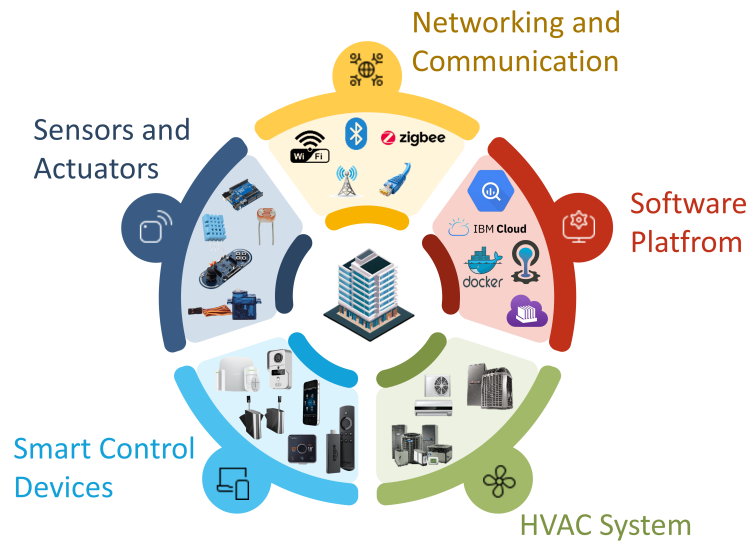 Networking and
Communication
Sensors and
Actuators
Wi Fi
zigbee
Software
Platfrom
IBM Cloud
docker
Smart Control
Devices
HVAC System